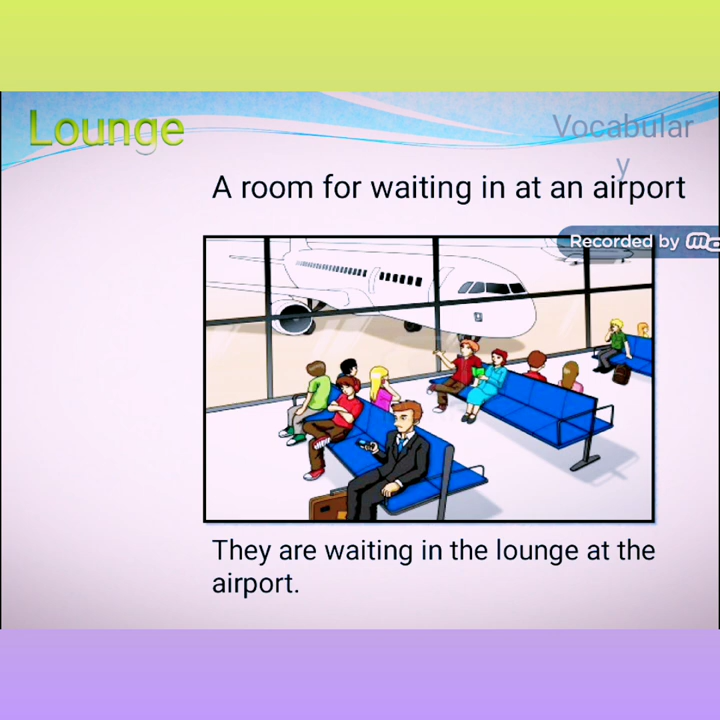 Lounge
Vocabular
y
A room for waiting in at an airport
Recorded by
They are waiting in the lounge at the
airport.